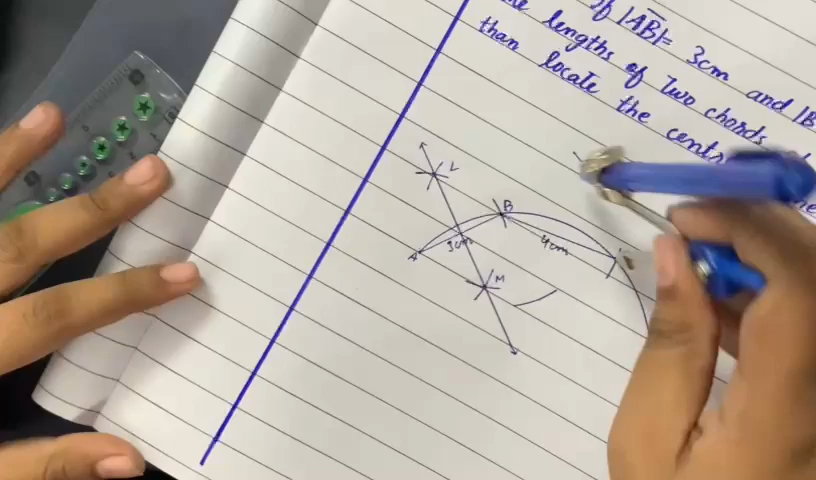 of |AB|= 3cm and |B
lengths of Two chords
than locate the centr
L
B
3cm
4cm
A
M